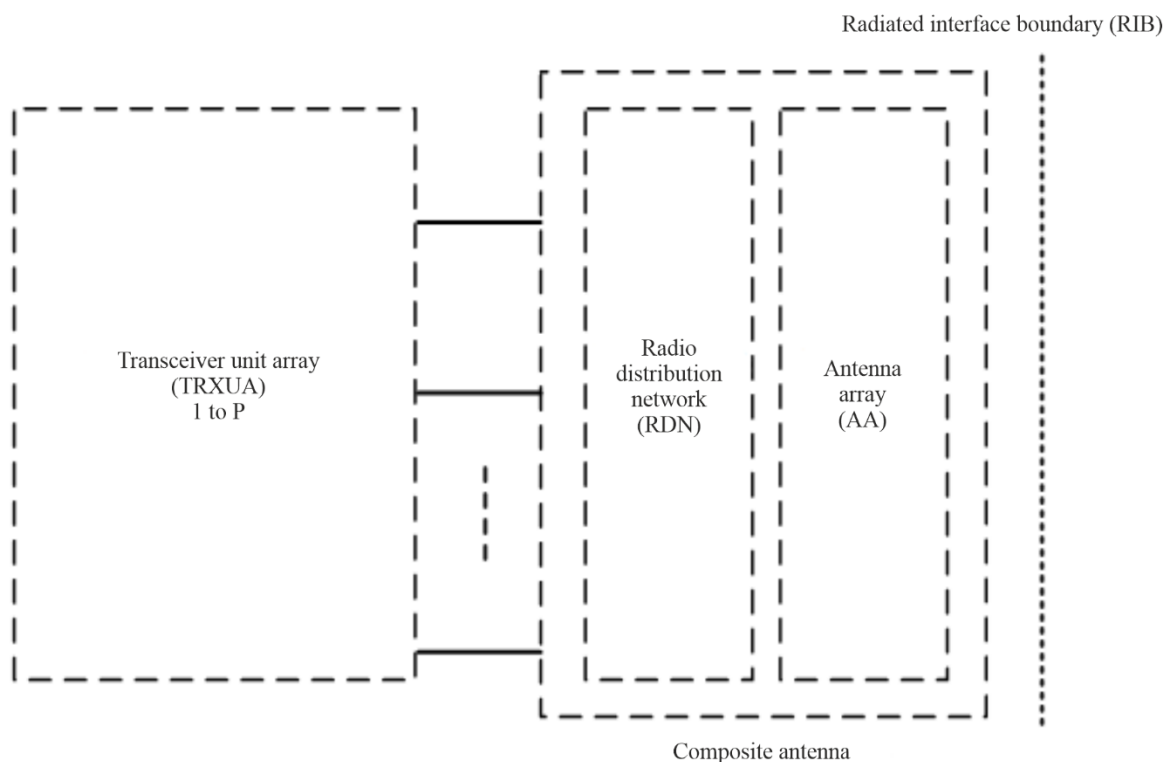 Radiated interface boundary (RIB)
Transceiver unit array
(TRXUA)
1 to P
Radio
distribution
network
(RDN)
Antenna
array
(AA)
Composite antenna